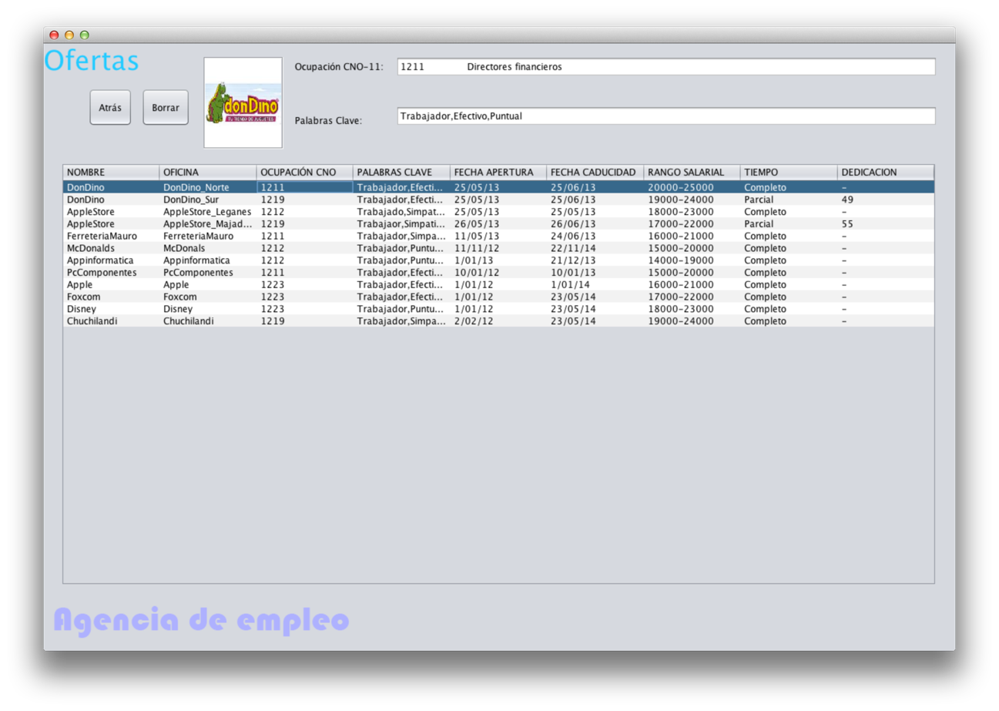 Ofertas
Atrás
Borrar
donDino
TU TIENDA DE JUGUETES
Ocupación CNO-11: 1211 Directores financieros
Palabras Clave: Trabajador,Efectivo,Puntual
NOMBRE OFICINA OCUPACIÓN CNO PALABRAS CLAVE FECHA APERTURA FECHA CADUCIDAD RANGO SALARIAL TIEMPO DEDICACION
DonDino DonDino_Norte 1211 Trabajador,Efecti... 25/05/13 25/06/13 20000-25000 Completo -
DonDino DonDino_Sur 1219 Trabajador,Efecti... 25/05/13 25/06/13 19000-24000 Parcial 49
AppleStore AppleStore_Leganes 1212 Trabajado,Simpat... 25/05/13 25/05/13 18000-23000 Completo -
AppleStore AppleStore_Majad... 1219 Trabajaor,Simpati... 26/05/13 26/06/13 17000-22000 Parcial 55
FerreteriaMauro FerreteriaMauro 1211 Trabajador,Simpa... 11/05/13 24/06/13 16000-21000 Completo -
McDonalds McDonals 1212 Trabajador,Puntu... 11/11/12 22/11/14 15000-20000 Completo -
Appinformatica Appinformatica 1212 Trabajador,Puntu... 1/01/13 21/12/13 14000-19000 Completo -
PcComponentes PcComponentes 1211 Trabajador,Efecti... 10/01/12 10/01/13 15000-20000 Completo -
Apple Apple 1223 Trabajador,Efecti... 1/01/12 1/01/14 16000-21000 Completo -
Foxcom Foxcom 1223 Trabajador,Efecti... 1/01/12 23/05/14 17000-22000 Completo -
Disney Disney 1223 Trabajador,Puntu... 1/01/12 23/05/14 18000-23000 Completo -
Chuchilandi Chuchilandi 1219 Trabajador,Simpa... 2/02/12 23/05/14 19000-24000 Completo -
Agencia de empleo